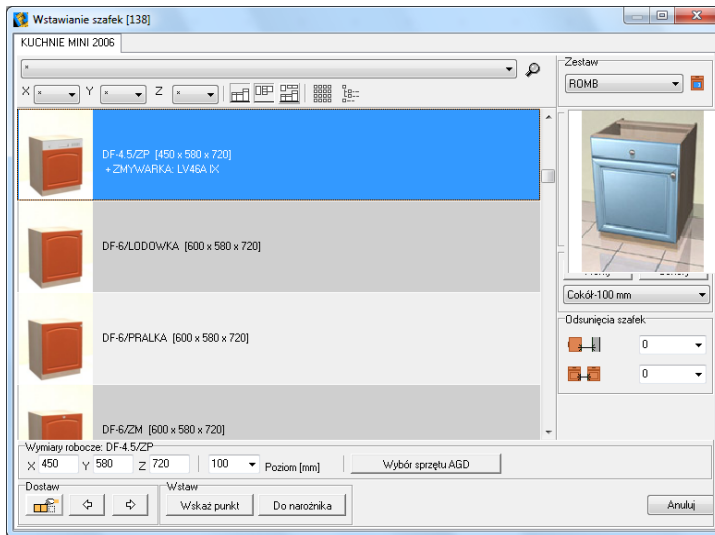 Wstawianie szafek [138]
KUCHNIE MINI 2006
*
X * Y * Z *
DF-4.5/ZP [450 x 580 x 720]
+ ZMYWARKA: LV46A IX
DF-6/LODOWKA [600 x 580 x 720]
DF-6/PRALKA [600 x 580 x 720]
DF-6/ZM [600 x 580 x 720]
Zestaw
ROMB
Cokół-100 mm
Odsunięcia szafek
0
0
Wymiary robocze: DF-4.5/ZP
X 450 Y 580 Z 720 100 Poziom [mm] Wybór sprzętu AGD
Dostaw
Wstaw
Wskaż punkt Do narożnika Anuluj